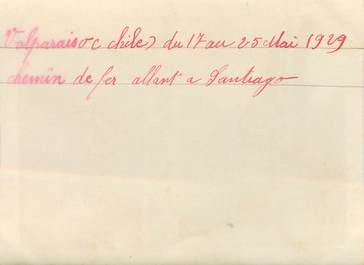 Valparaiso (chile) du 17 au 25 Mai 1929
chemin de fer allant a Santiago